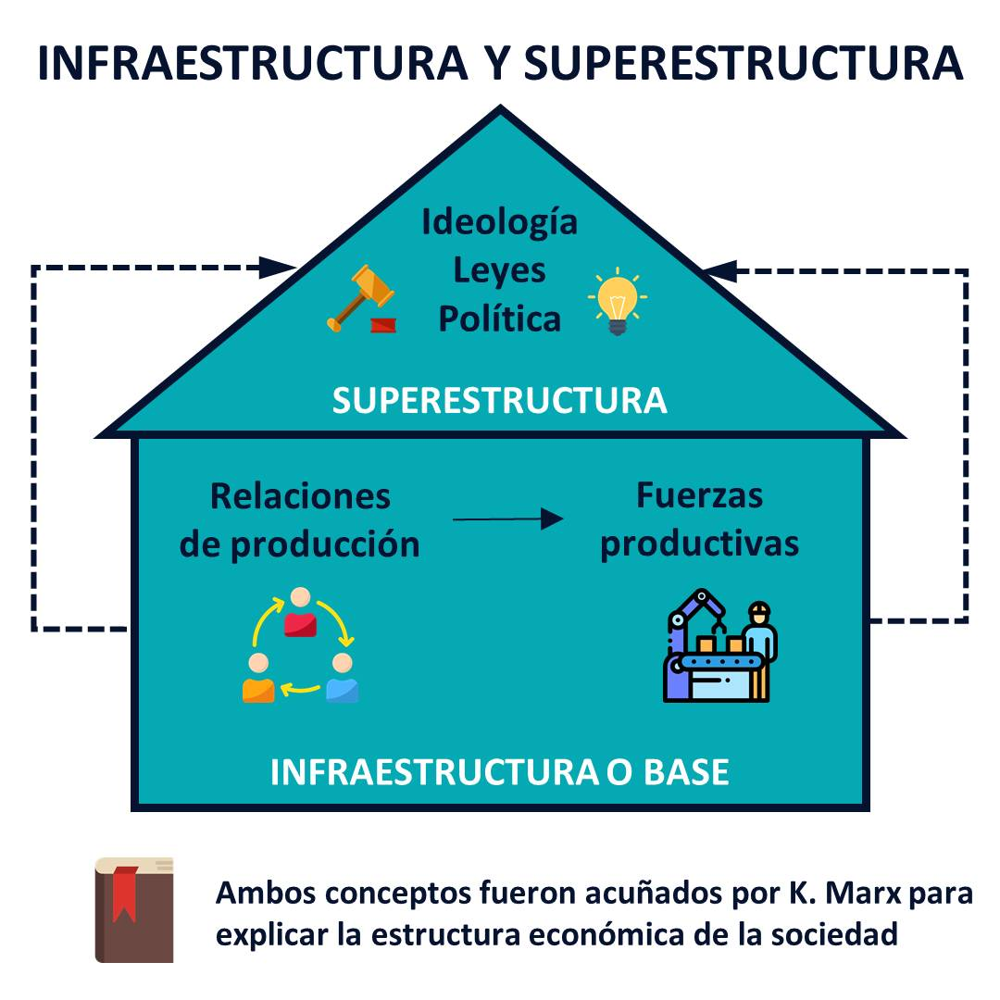 INFRAESTRUCTURA Y SUPERESTRUCTURA
Ideología
Leyes
Política
SUPERESTRUCTURA
Relaciones
de producción
Fuerzas
productivas
INFRAESTRUCTURA O BASE
Ambos conceptos fueron acuñados por K. Marx para
explicar la estructura económica de la sociedad